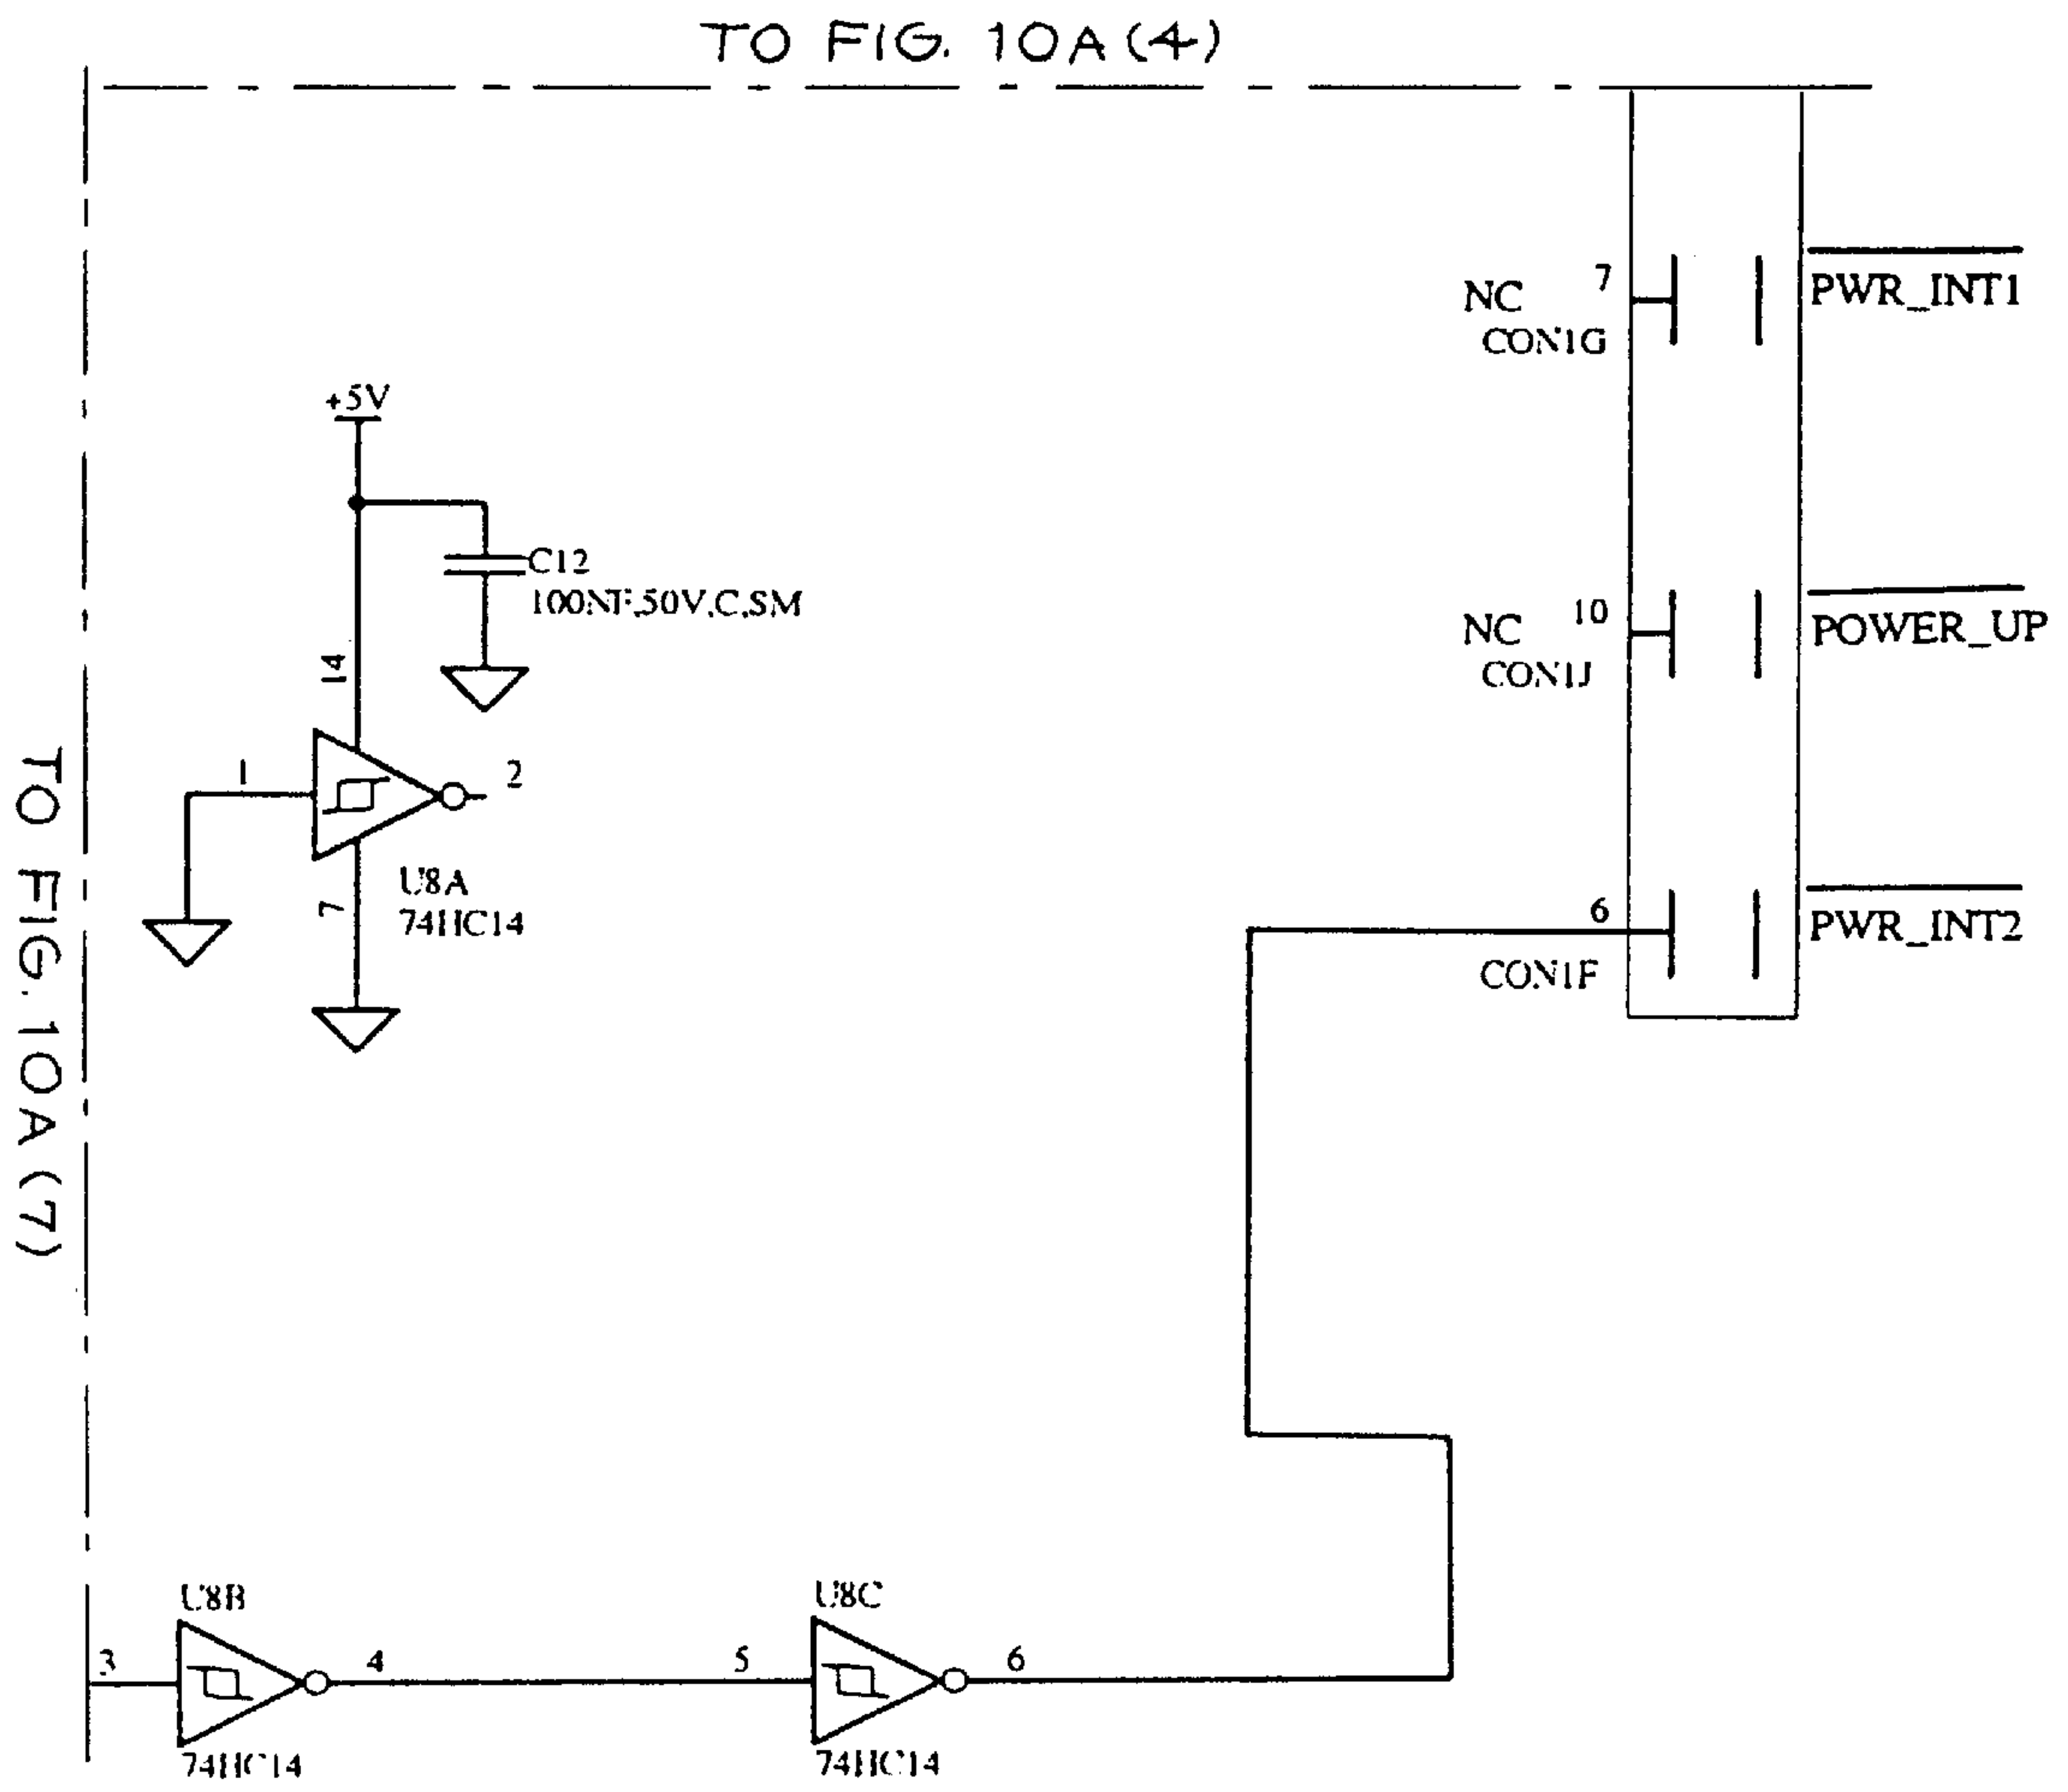 TO FIG. 10A(4)
7
PWR_INT1
NC
CON1G
+5V
C12
100NF,50V,C,SM
10
NC
POWER_UP
CON1J
14
1
2
U8A
74HC14
7
6
PWR_INT2
CON1F
TO FIG. 10A(7)
U8B
U8C
3
4
5
6
74HC14
74HC14